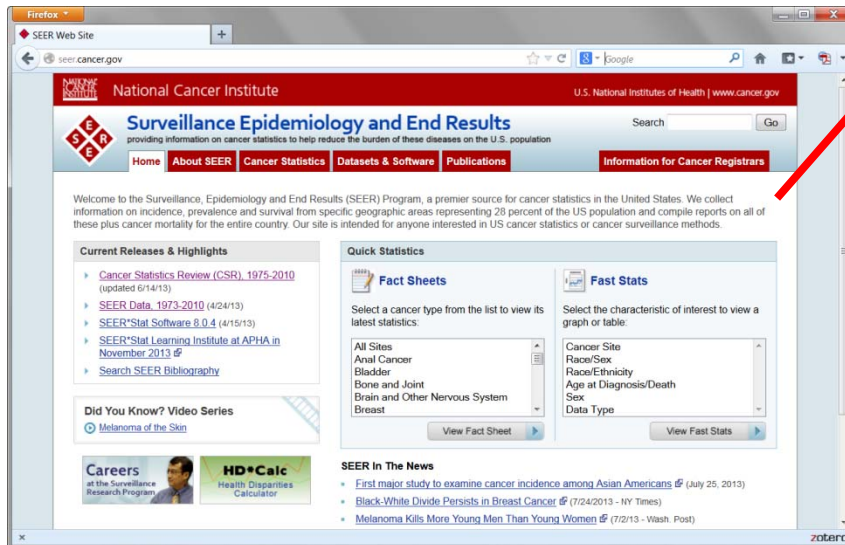 Firefox
SEER Web Site
seer.cancer.gov
Google
NATIONAL CANCER INSTITUTE
National Cancer Institute
U.S. National Institutes of Health | www.cancer.gov
SEER
Surveillance Epidemiology and End Results
providing information on cancer statistics to help reduce the burden of these diseases on the U.S. population
Search
Go
Home
About SEER
Cancer Statistics
Datasets & Software
Publications
Information for Cancer Registrars
Welcome to the Surveillance, Epidemiology and End Results (SEER) Program, a premier source for cancer statistics in the United States. We collect
information on incidence, prevalence and survival from specific geographic areas representing 28 percent of the US population and compile reports on all of
these plus cancer mortality for the entire country. Our site is intended for anyone interested in US cancer statistics or cancer surveillance methods.
Current Releases & Highlights
Cancer Statistics Review (CSR), 1975-2010
(updated 6/14/13)
SEER Data, 1973-2010 (4/24/13)
SEER*Stat Software 8.0.4 (4/15/13)
SEER*Stat Learning Institute at APHA in
November 2013
Search SEER Bibliography
Did You Know? Video Series
Melanoma of the Skin
Careers
at the Surveillance
Research Program
HD*Calc
Health Disparities
Calculator
Quick Statistics
Fact Sheets
Select a cancer type from the list to view its
latest statistics:
All Sites
Anal Cancer
Bladder
Bone and Joint
Brain and Other Nervous System
Breast
View Fact Sheet
Fast Stats
Select the characteristic of interest to view a
graph or table:
Cancer Site
Race/Sex
Race/Ethnicity
Age at Diagnosis/Death
Sex
Data Type
View Fast Stats
SEER In The News
First major study to examine cancer incidence among Asian Americans (July 25, 2013)
Black-White Divide Persists in Breast Cancer (7/24/2013 - NY Times)
Melanoma Kills More Young Men Than Young Women (7/2/13 - Wash. Post)
zotero